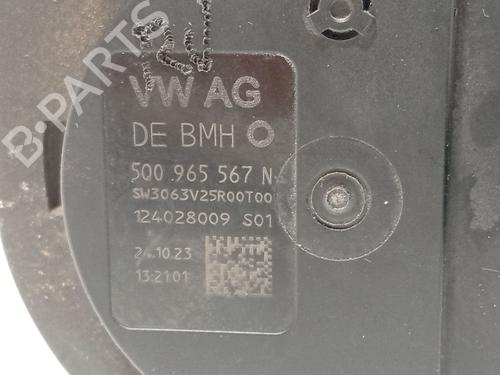 VW AG
DE BMH
5Q0 965 567 N
SW3063V25R00T00
124028009 S01
24.10.23
13:21:01
B-PARTS